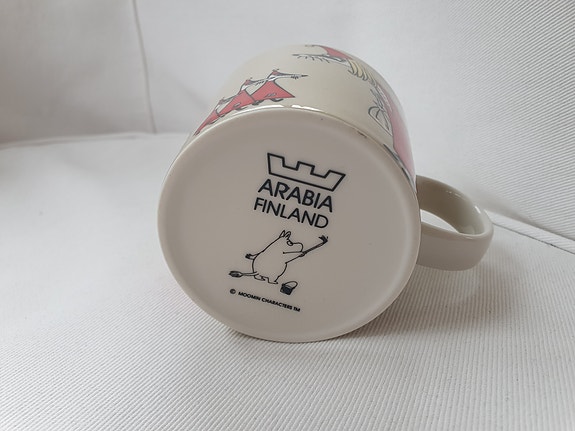 ARABIA
FINLAND
© MOOMIN CHARACTERS TM